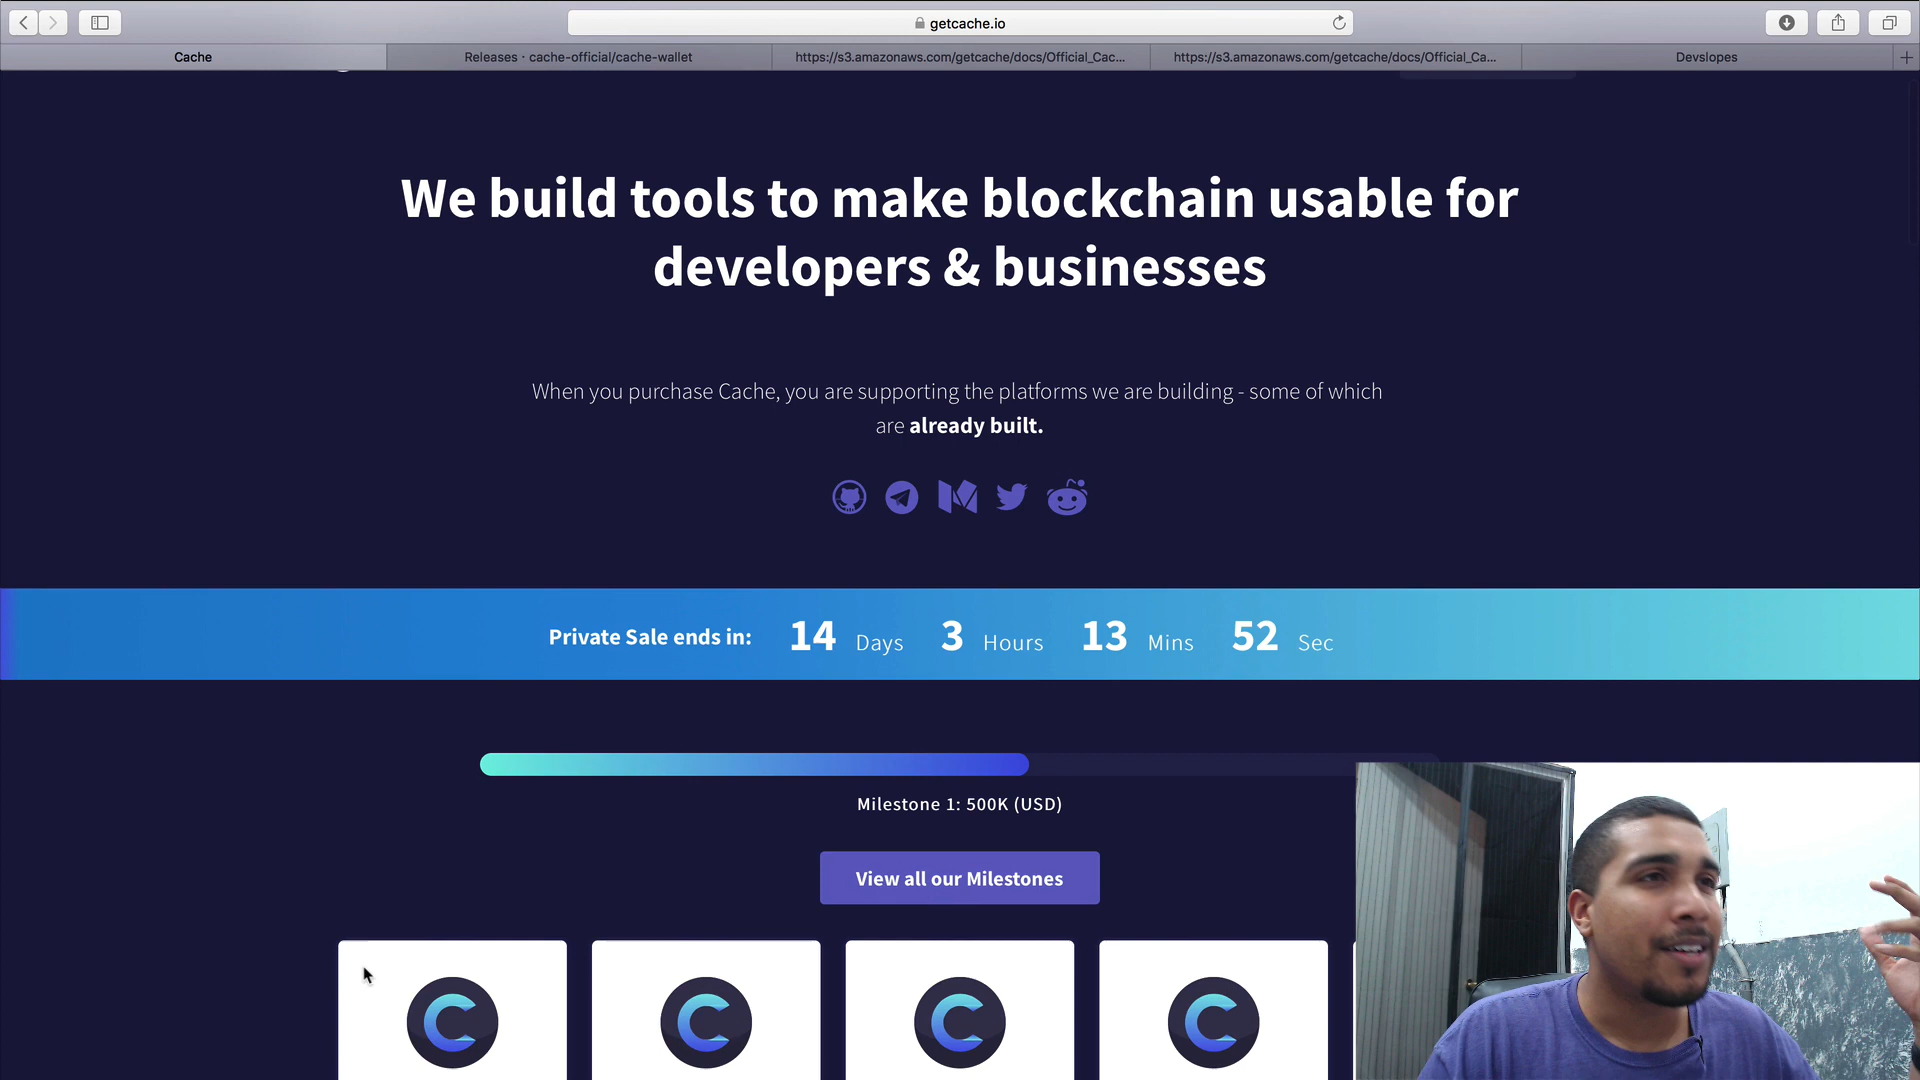 getcache.io
Cache
Releases · cache-official/cache-wallet
https://s3.amazonaws.com/getcache/docs/Official_Cac...
https://s3.amazonaws.com/getcache/docs/Official_Ca...
Devslopes
We build tools to make blockchain usable for
developers & businesses
When you purchase Cache, you are supporting the platforms we are building - some of which
are already built.
Private Sale ends in: 14 Days 3 Hours 13 Mins 52 Sec
Milestone 1: 500K (USD)
View all our Milestones